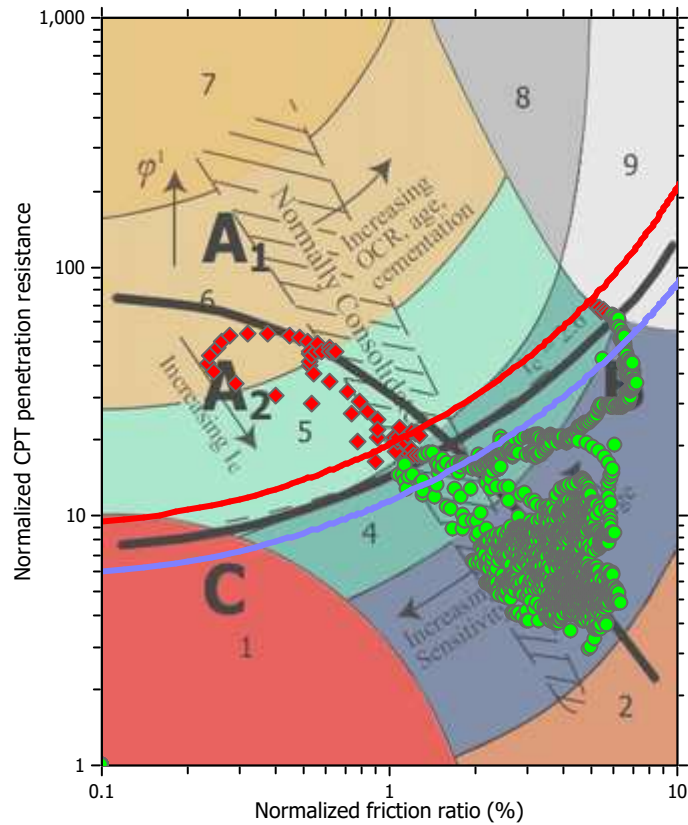 1,000
100
10
1
0.1
1
10
Normalized CPT penetration resistance
Normalized friction ratio (%)
7
8
9
φ'
Increasing
OCR, age,
cementation
Normally Consolidated
A1
6
A2
Increasing Ic
5
4
C
1
Increasing
Sensitivity
2